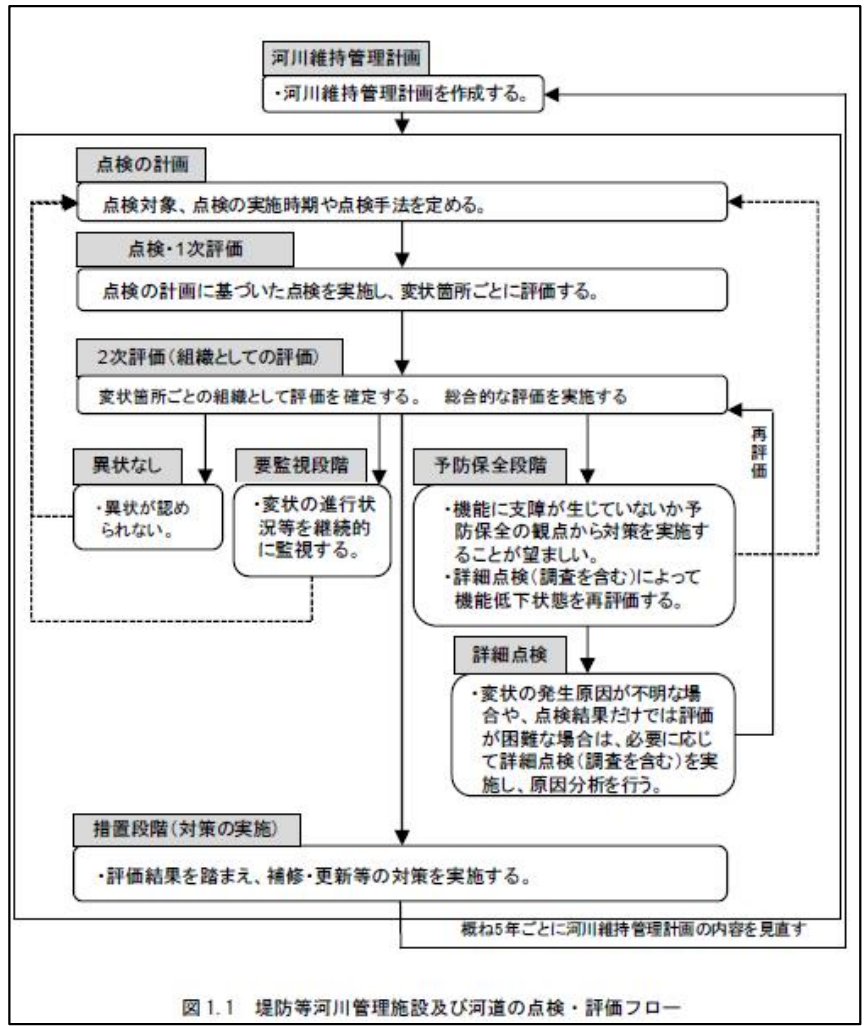 河川維持管理計画
・河川維持管理計画を作成する。
点検の計画
点検対象、点検の実施時期や点検手法を定める。
点検・1次評価
点検の計画に基づいた点検を実施し、変状箇所ごとに評価する。
2次評価(組織としての評価)
変状箇所ごとの組織として評価を確定する。 総合的な評価を実施する
再評価
異状なし
・異状が認め
られない。
要監視段階
・変状の進行状
況等を継続的
に監視する。
予防保全段階
・機能に支障が生じていないか予
防保全の観点から対策を実施す
ることが望ましい。
・詳細点検(調査を含む)によって
機能低下状態を再評価する。
詳細点検
・変状の発生原因が不明な場
合や、点検結果だけでは評価
が困難な場合は、必要に応じ
て詳細点検(調査を含む)を実
施し、原因分析を行う。
措置段階(対策の実施)
・評価結果を踏まえ、補修・更新等の対策を実施する。
概ね5年ごとに河川維持管理計画の内容を見直す
図1.1 堤防等河川管理施設及び河道の点検・評価フロー